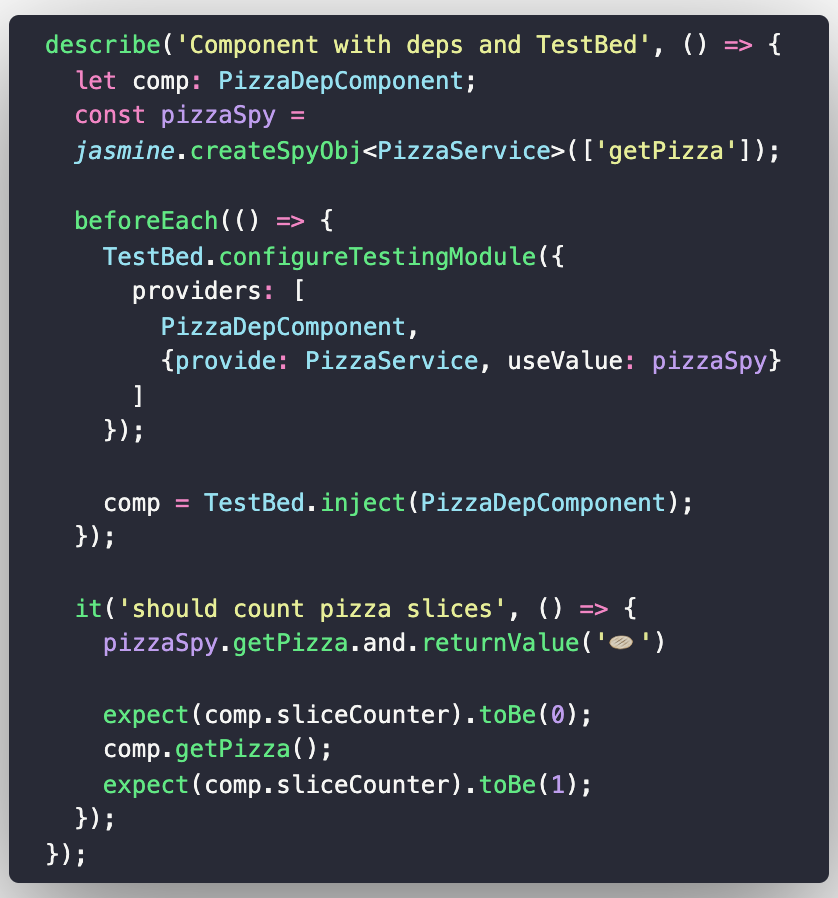 describe('Component with deps and TestBed', () => {
  let comp: PizzaDepComponent;
  const pizzaSpy =
  jasmine.createSpyObj<PizzaService>(['getPizza']);

  beforeEach(() => {
    TestBed.configureTestingModule({
      providers: [
        PizzaDepComponent,
        {provide: PizzaService, useValue: pizzaSpy}
      ]
    });

    comp = TestBed.inject(PizzaDepComponent);
  });

  it('should count pizza slices', () => {
    pizzaSpy.getPizza.and.returnValue('🫓 ')

    expect(comp.sliceCounter).toBe(0);
    comp.getPizza();
    expect(comp.sliceCounter).toBe(1);
  });
});